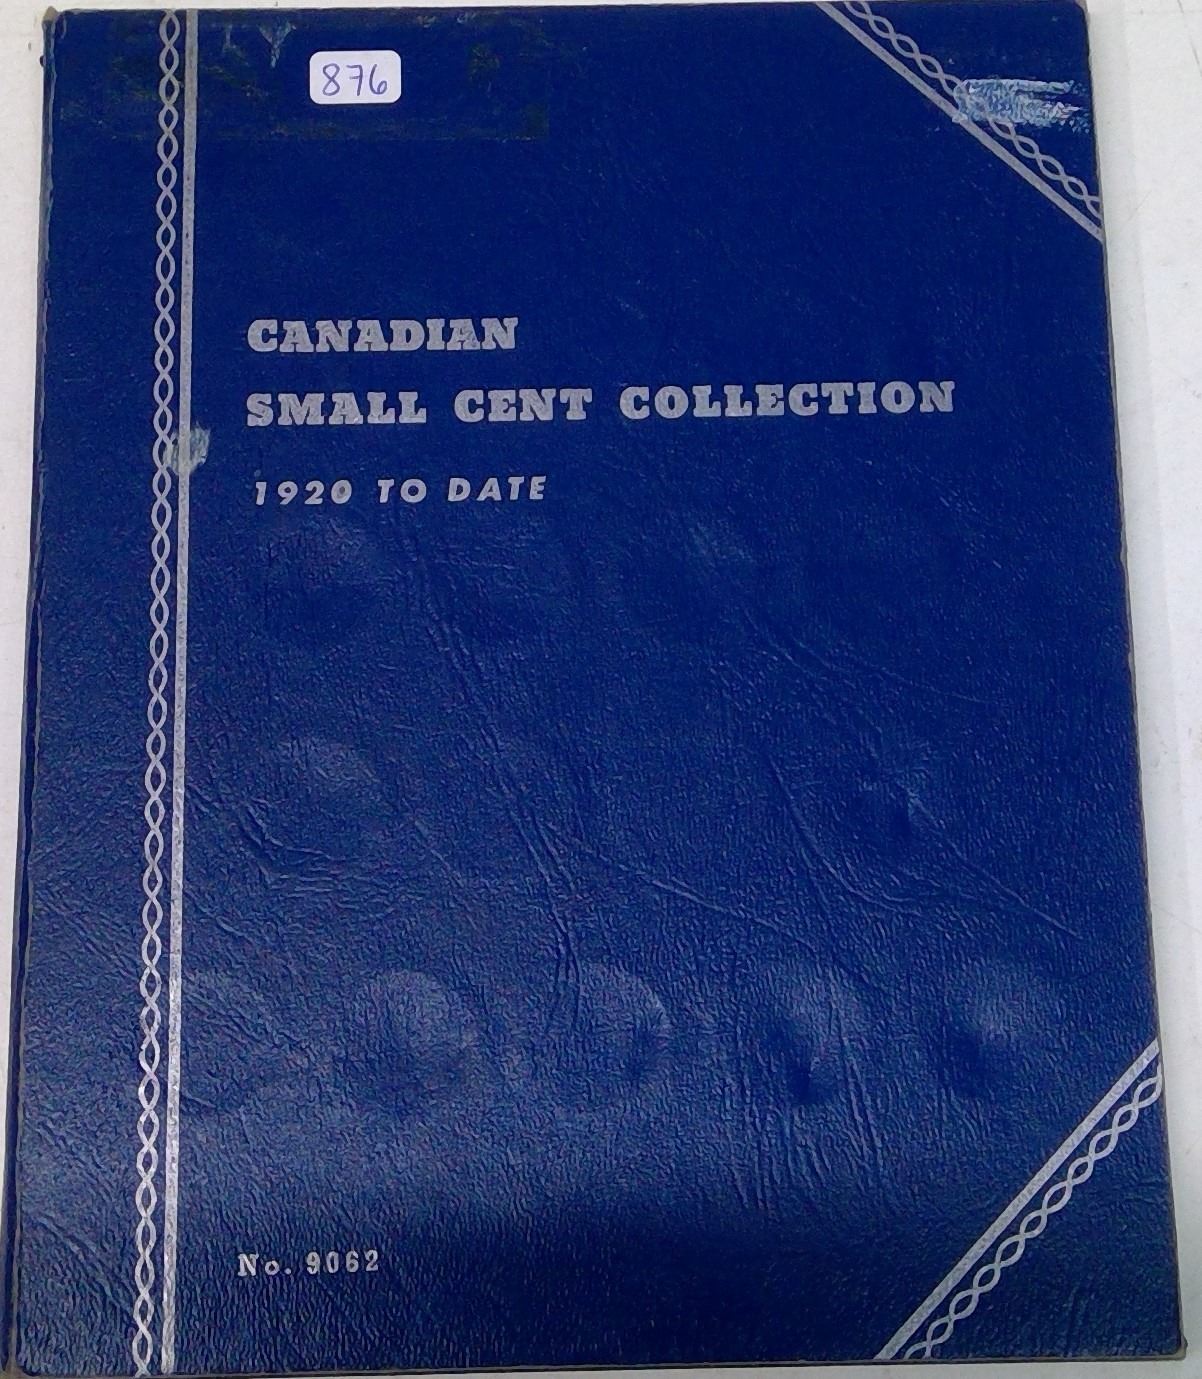 876
CANADIAN
SMALL CENT COLLECTION
1920 TO DATE
No. 9062